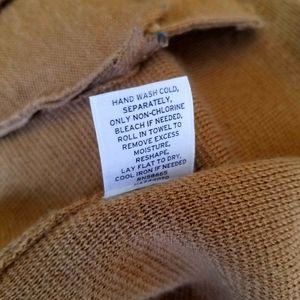 HAND WASH COLD,
SEPARATELY,
ONLY NON-CHLORINE
BLEACH IF NEEDED,
ROLL IN TOWEL TO
REMOVE EXCESS
MOISTURE,
RESHAPE,
LAY FLAT TO DRY,
COOL IRON IF NEEDED
RN58665